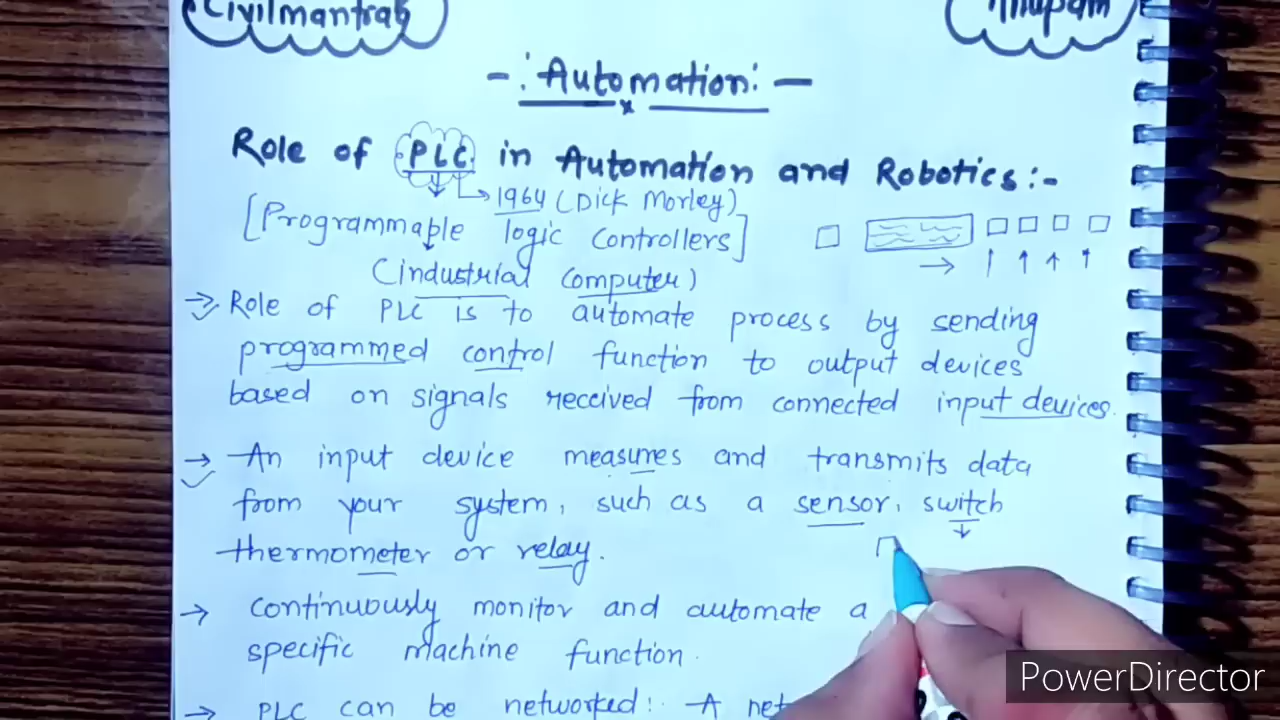 Civilmantras
Anupam
-: Automation: -
Role of PLC in Automation and Robotics:-
1964 (Dick Morley)
[Programmable logic controllers]
(industrial computer)
→ Role of PLC is to automate process by sending
programmed control function to output devices
based on signals received from connected input devices.
→ An input device measures and transmits data
from your system, such as a sensor, switch
thermometer or relay.
→ Continuously monitor and automate a
specific machine function.
→ PLC can be networked:- A net
PowerDirector